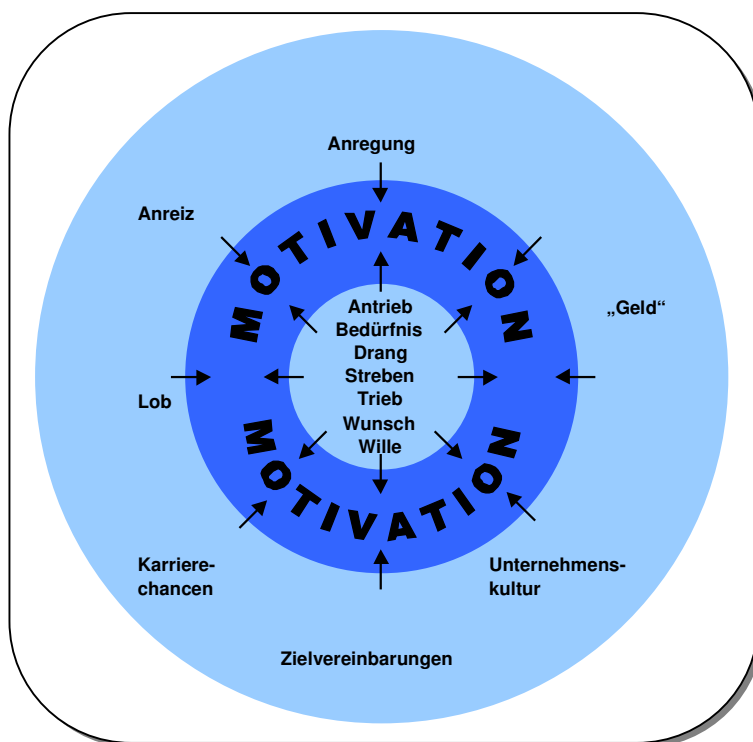 Anregung
Anreiz
MOTIVATION
„Geld“
Antrieb
Bedürfnis
Drang
Streben
Trieb
Wunsch
Wille
Lob
MOTIVATION
Karriere-
chancen
Unternehmens-
kultur
Zielvereinbarungen